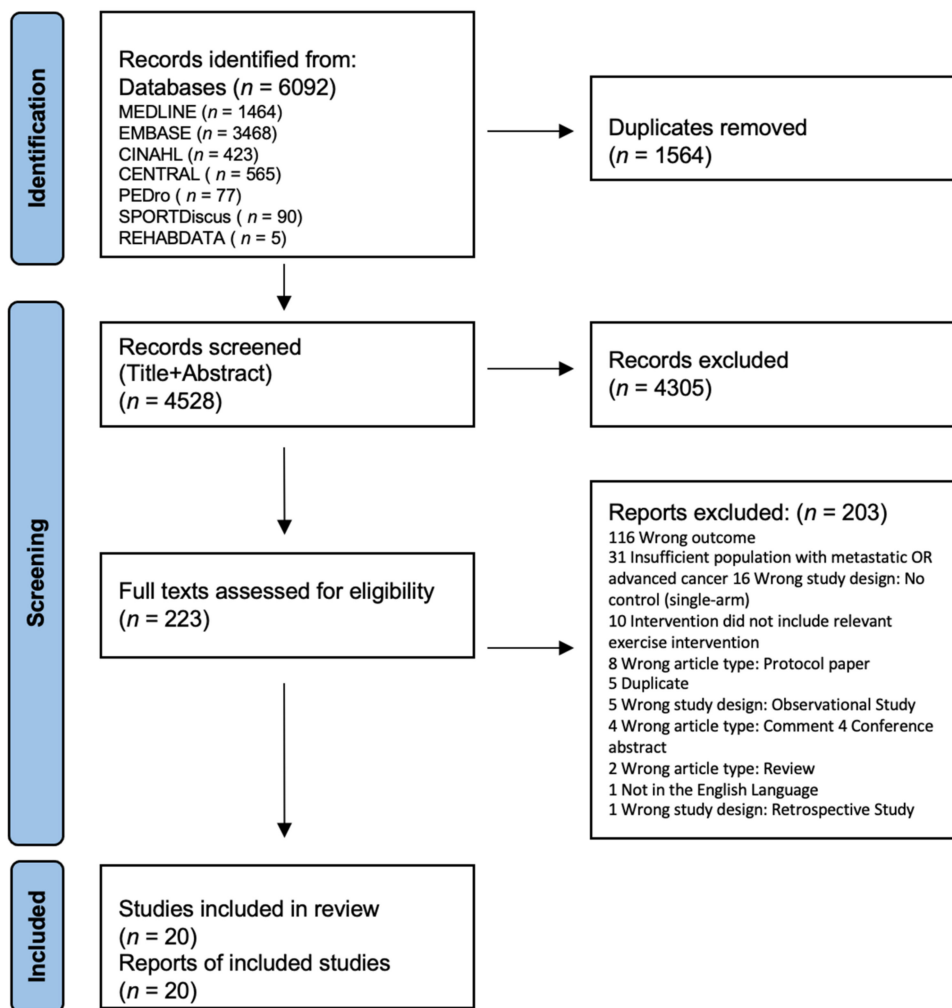 Identification
Records identified from:
Databases (n = 6092)
MEDLINE (n = 1464)
EMBASE (n = 3468)
CINAHL (n = 423)
CENTRAL ( n = 565)
PEDro ( n = 77)
SPORTDiscus ( n = 90)
REHABDATA ( n = 5)
Duplicates removed
(n = 1564)
Screening
Records screened
(Title+Abstract)
(n = 4528)
Records excluded
(n = 4305)
Full texts assessed for eligibility
(n = 223)
Reports excluded: (n = 203)
116 Wrong outcome
31 Insufficient population with metastatic OR
advanced cancer 16 Wrong study design: No
control (single-arm)
10 Intervention did not include relevant
exercise intervention
8 Wrong article type: Protocol paper
5 Duplicate
5 Wrong study design: Observational Study
4 Wrong article type: Comment 4 Conference
abstract
2 Wrong article type: Review
1 Not in the English Language
1 Wrong study design: Retrospective Study
Included
Studies included in review
(n = 20)
Reports of included studies
(n = 20)